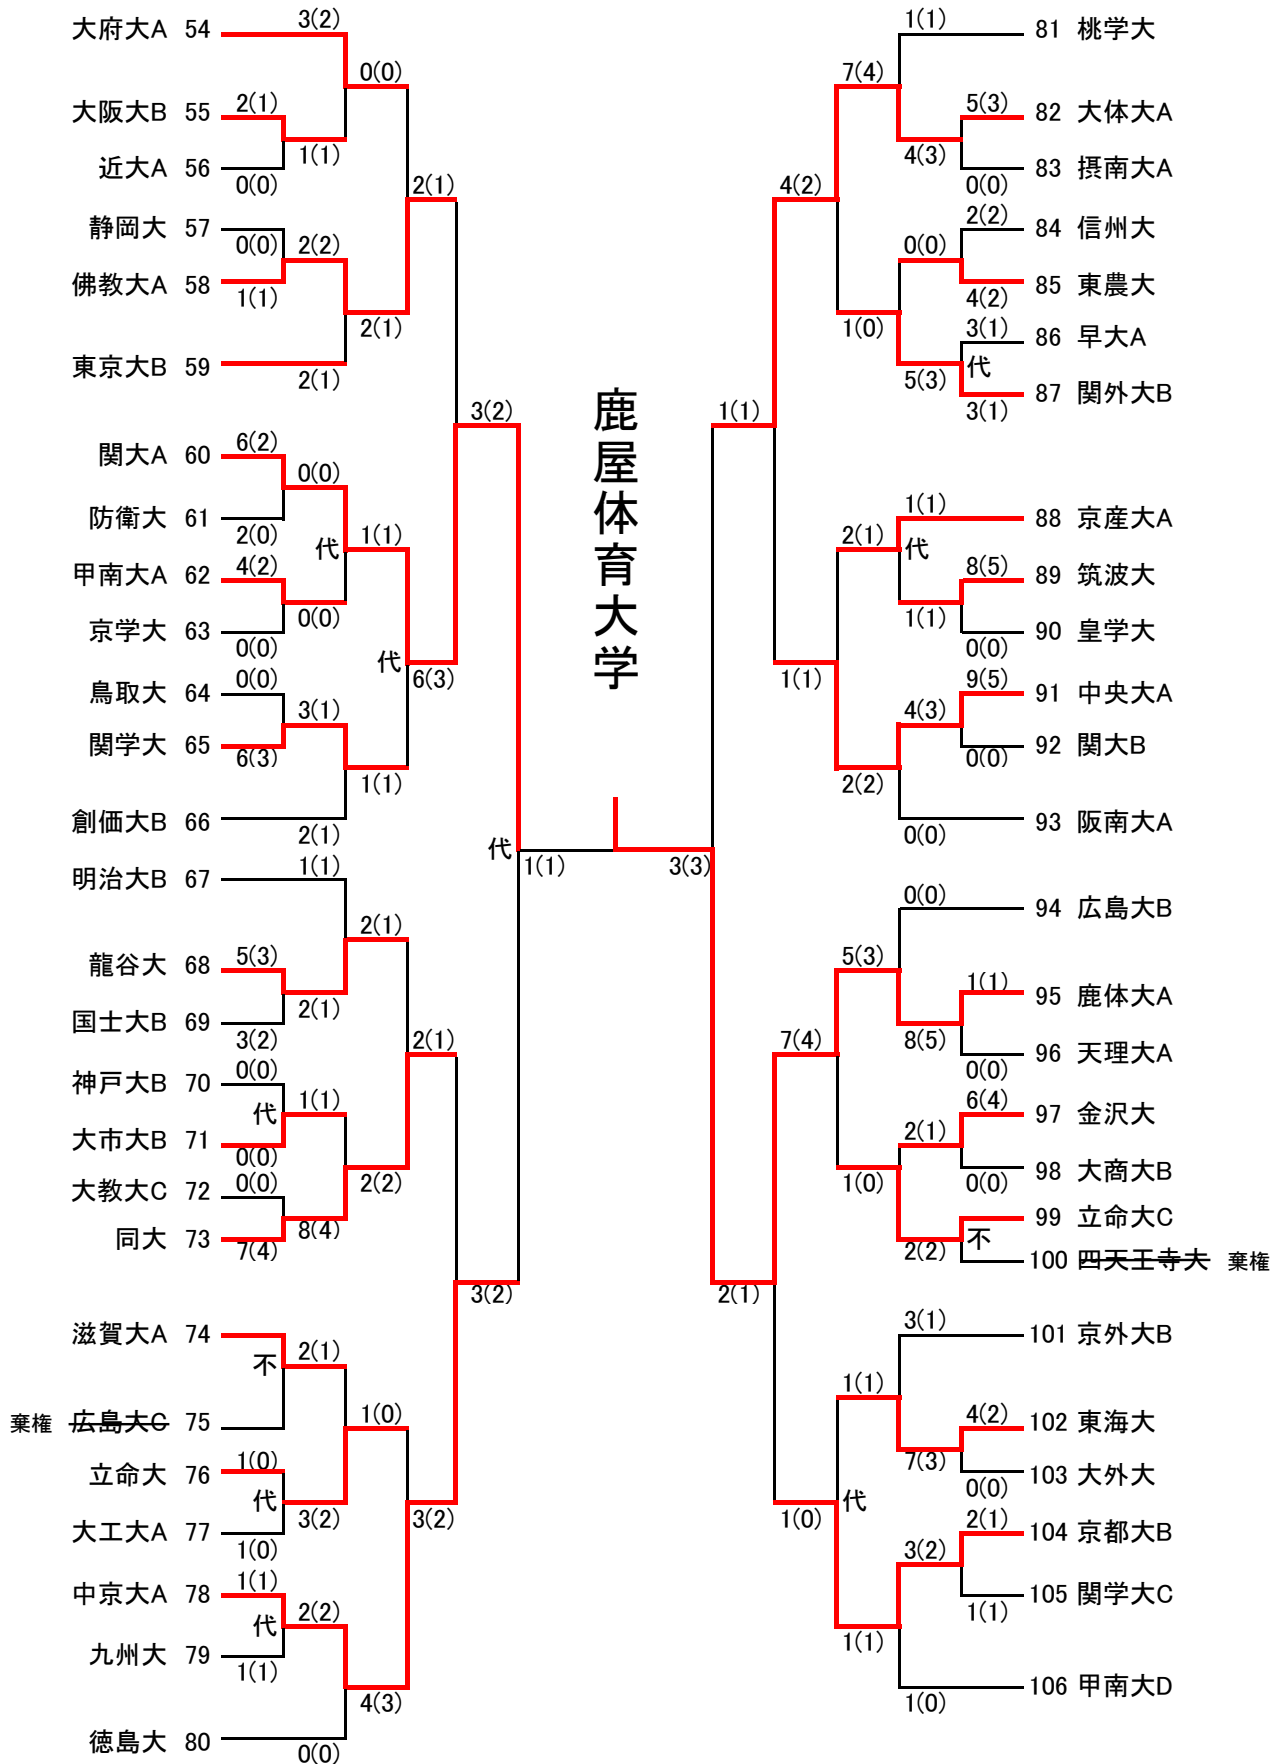 大府大A 54
3(2)
0(0)
大阪大B 55
2(1)
1(1)
近大A 56
0(0)
2(1)
静岡大 57
0(0)
2(2)
佛教大A 58
1(1)
2(1)
東京大B 59
2(1)
3(2)
関大A 60
6(2)
0(0)
防衛大 61
2(0)
代
1(1)
甲南大A 62
4(2)
0(0)
京学大 63
0(0)
代
6(3)
鳥取大 64
0(0)
3(1)
関学大 65
6(3)
1(1)
創価大B 66
2(1)
代
1(1)
明治大B 67
1(1)
2(1)
龍谷大 68
5(3)
2(1)
国士大B 69
3(2)
2(1)
神戸大B 70
0(0)
代
1(1)
大市大B 71
0(0)
2(2)
大教大C 72
0(0)
8(4)
同大 73
7(4)
3(2)
滋賀大A 74
不
2(1)
棄権 広島大C 75
1(0)
立命大 76
1(0)
代
3(2)
大工大A 77
1(0)
3(2)
中京大A 78
1(1)
代
2(2)
九州大 79
1(1)
4(3)
徳島大 80
0(0)
鹿屋体育大学
1(1)
81 桃学大
7(4)
5(3)
82 大体大A
4(3)
83 摂南大A
0(0)
4(2)
2(2)
84 信州大
0(0)
85 東農大
4(2)
1(0)
3(1)
86 早大A
代
5(3)
87 関外大B
3(1)
1(1)
1(1)
88 京産大A
2(1)
代
8(5)
89 筑波大
1(1)
90 皇学大
0(0)
1(1)
9(5)
91 中央大A
4(3)
92 関大B
0(0)
2(2)
93 阪南大A
0(0)
3(3)
0(0)
94 広島大B
5(3)
1(1)
95 鹿体大A
8(5)
96 天理大A
0(0)
7(4)
6(4)
97 金沢大
2(1)
98 大商大B
0(0)
1(0)
99 立命大C
不
2(2)
100 四天王寺大 棄権
2(1)
3(1)
101 京外大B
1(1)
4(2)
102 東海大
7(3)
103 大外大
0(0)
代
1(0)
2(1)
104 京都大B
3(2)
105 関学大C
1(1)
1(1)
106 甲南大D
1(0)